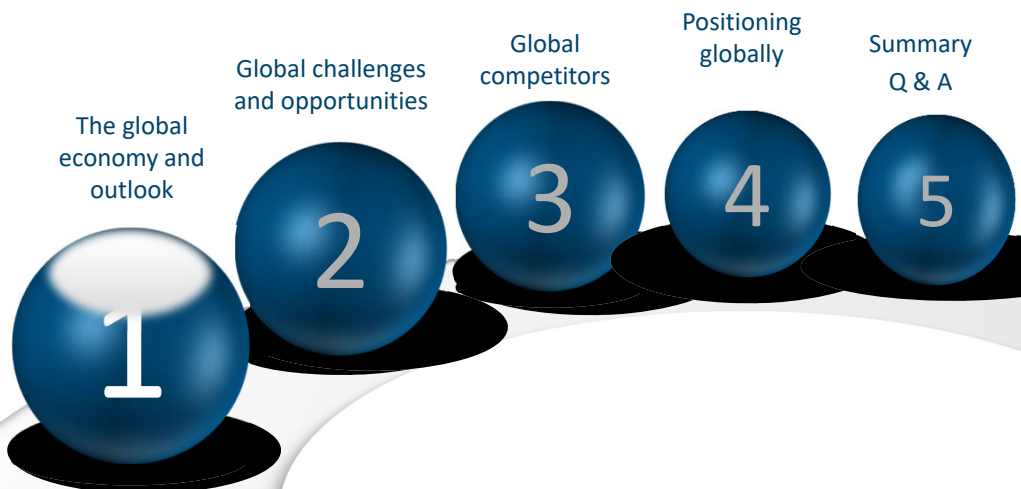 The global
economy and
outlook
1
Global challenges
and opportunities
2
Global
competitors
3
Positioning
globally
4
Summary
Q & A
5